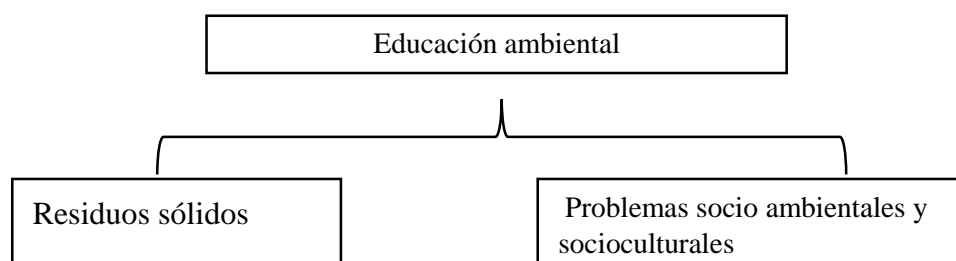 Educación ambiental
Residuos sólidos
Problemas socio ambientales y
socioculturales